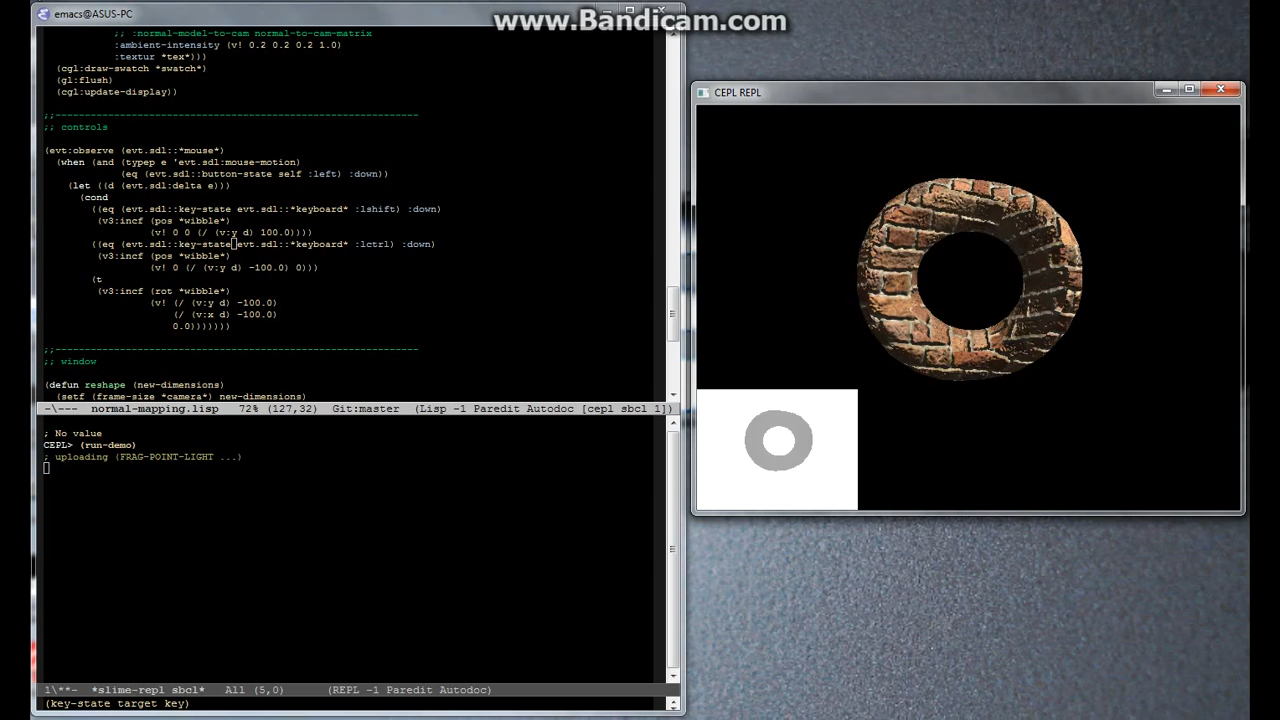 emacs@ASUS-PC
www.Bandicam.com
;; :normal-model-to-cam normal-to-cam-matrix
:ambient-intensity (v! 0.2 0.2 0.2 1.0)
:textur *tex*)))
(cgl:draw-swatch *swatch*)
(gl:flush)
(cgl:update-display))
;;----------------------------------------------------------
;; controls
(evt:observe (evt.sdl::*mouse*)
(when (and (typep e 'evt.sdl:mouse-motion)
(eq (evt.sdl::button-state self :left) :down))
(let ((d (evt.sdl:delta e)))
(cond
((eq (evt.sdl::key-state evt.sdl::*keyboard* :lshift) :down)
(v3:incf (pos *wibble*)
(v! 0 0 (/ (v:y d) 100.0))))
((eq (evt.sdl::key-state evt.sdl::*keyboard* :lctrl) :down)
(v3:incf (pos *wibble*)
(v! 0 (/ (v:y d) -100.0) 0)))
(t
(v3:incf (rot *wibble*)
(v! (/ (v:y d) -100.0)
(/ (v:x d) -100.0)
0.0)))))))
;;----------------------------------------------------------
;; window
(defun reshape (new-dimensions)
(setf (frame-size *camera*) new-dimensions)
-\--- normal-mapping.lisp 72% (127,32) Git:master (Lisp -1 Paredit Autodoc [cepl sbcl 1])
; No value
CEPL> (run-demo)
; uploading (FRAG-POINT-LIGHT ...)
1\**- *slime-repl sbcl* All (5,0) (REPL -1 Paredit Autodoc)
(key-state target key)
CEPL REPL